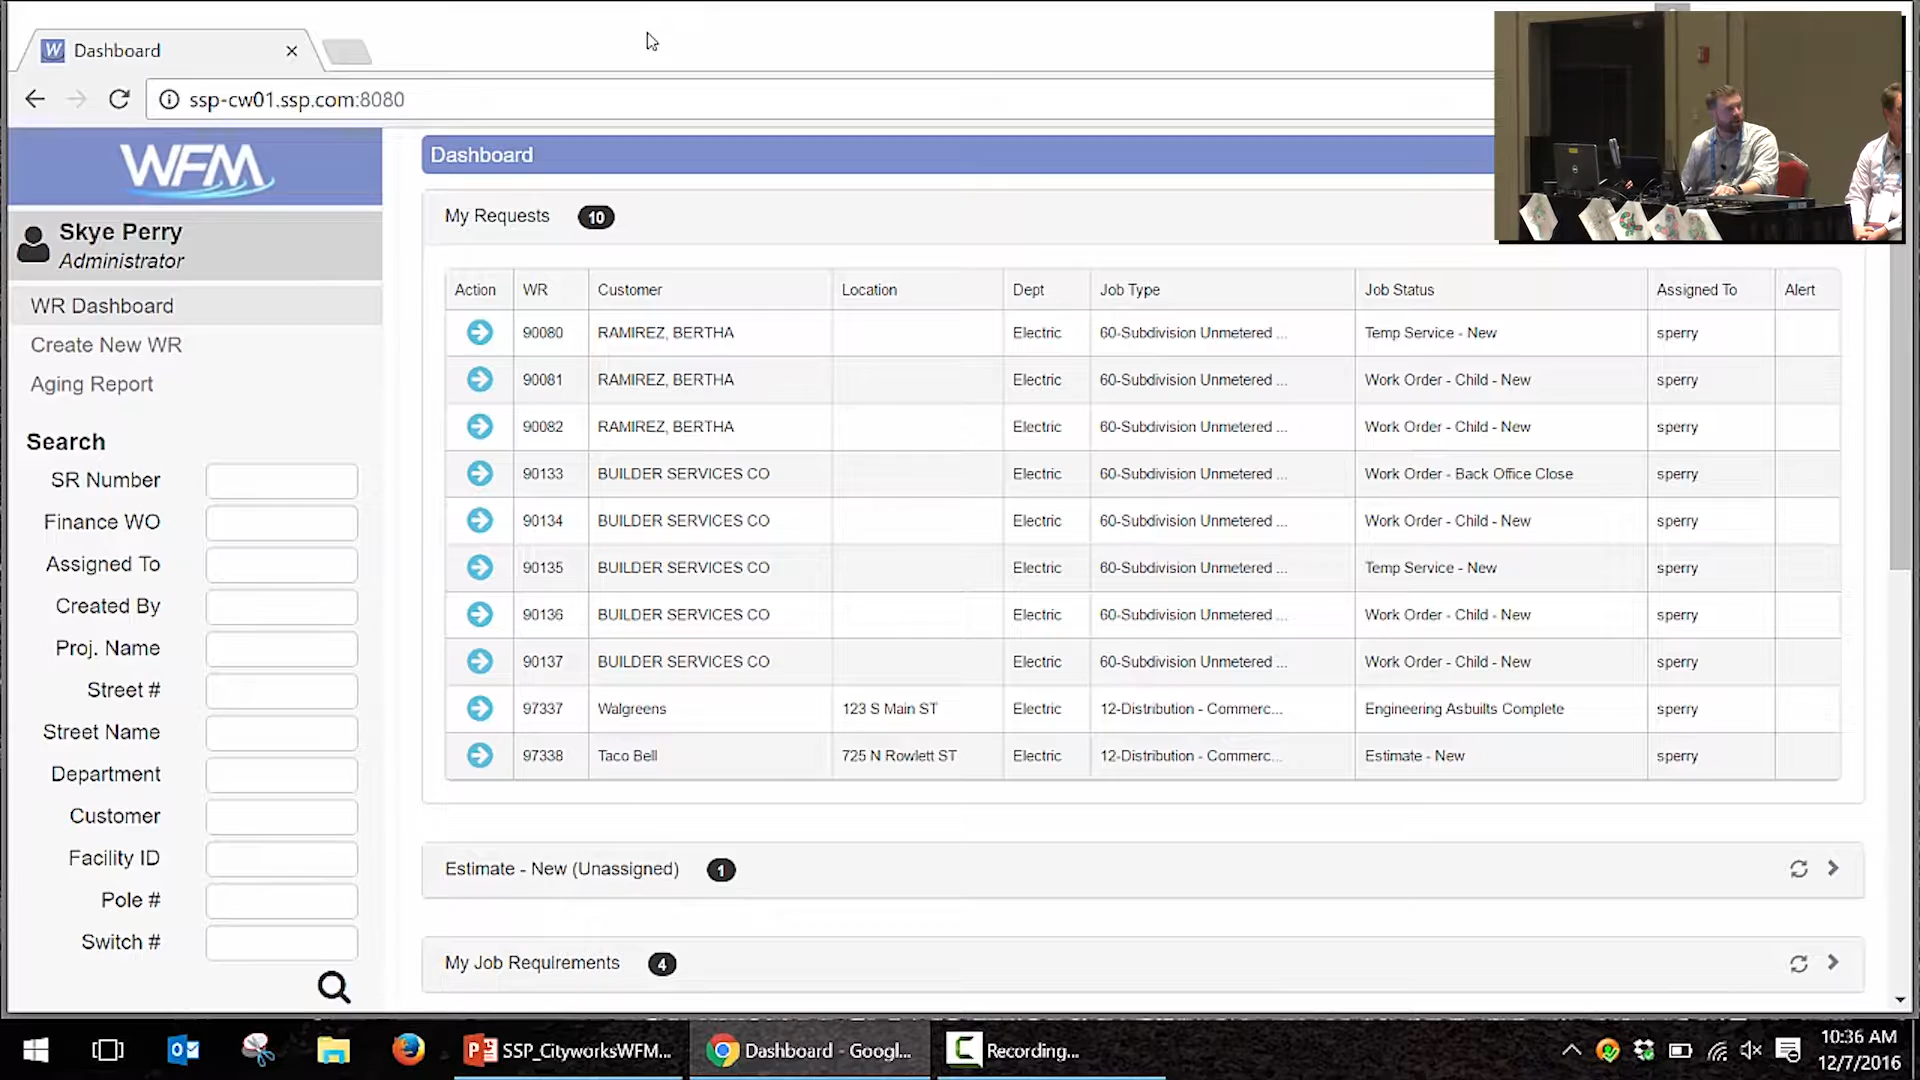 Dashboard
ssp-cw01.ssp.com:8080
WFM
Skye Perry
Administrator
WR Dashboard
Create New WR
Aging Report
Search
SR Number
Finance WO
Assigned To
Created By
Proj. Name
Street #
Street Name
Department
Customer
Facility ID
Pole #
Switch #
Dashboard
My Requests 10
Action WR Customer Location Dept Job Type Job Status Assigned To Alert
90080 RAMIREZ, BERTHA Electric 60-Subdivision Unmetered ... Temp Service - New sperry
90081 RAMIREZ, BERTHA Electric 60-Subdivision Unmetered ... Work Order - Child - New sperry
90082 RAMIREZ, BERTHA Electric 60-Subdivision Unmetered ... Work Order - Child - New sperry
90133 BUILDER SERVICES CO Electric 60-Subdivision Unmetered ... Work Order - Back Office Close sperry
90134 BUILDER SERVICES CO Electric 60-Subdivision Unmetered ... Work Order - Child - New sperry
90135 BUILDER SERVICES CO Electric 60-Subdivision Unmetered ... Temp Service - New sperry
90136 BUILDER SERVICES CO Electric 60-Subdivision Unmetered ... Work Order - Child - New sperry
90137 BUILDER SERVICES CO Electric 60-Subdivision Unmetered ... Work Order - Child - New sperry
97337 Walgreens 123 S Main ST Electric 12-Distribution - Commerc... Engineering Asbuilts Complete sperry
97338 Taco Bell 725 N Rowlett ST Electric 12-Distribution - Commerc... Estimate - New sperry
Estimate - New (Unassigned) 1
My Job Requirements 4
SSP_CityworksWFM...
Dashboard - Googl...
Recording...
10:36 AM
12/7/2016